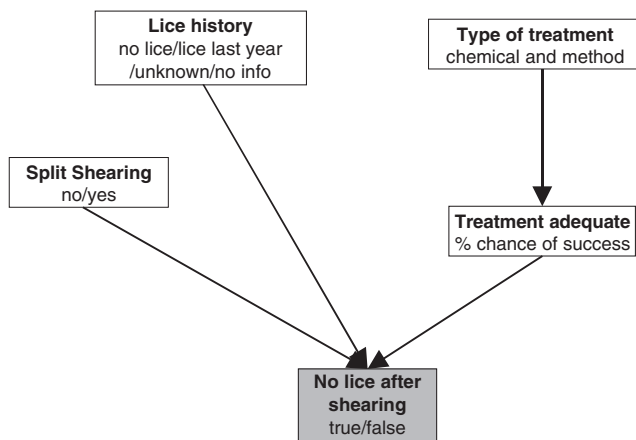 Lice history
no lice/lice last year
/unknown/no info
Type of treatment
chemical and method
Split Shearing
no/yes
Treatment adequate
% chance of success
No lice after
shearing
true/false